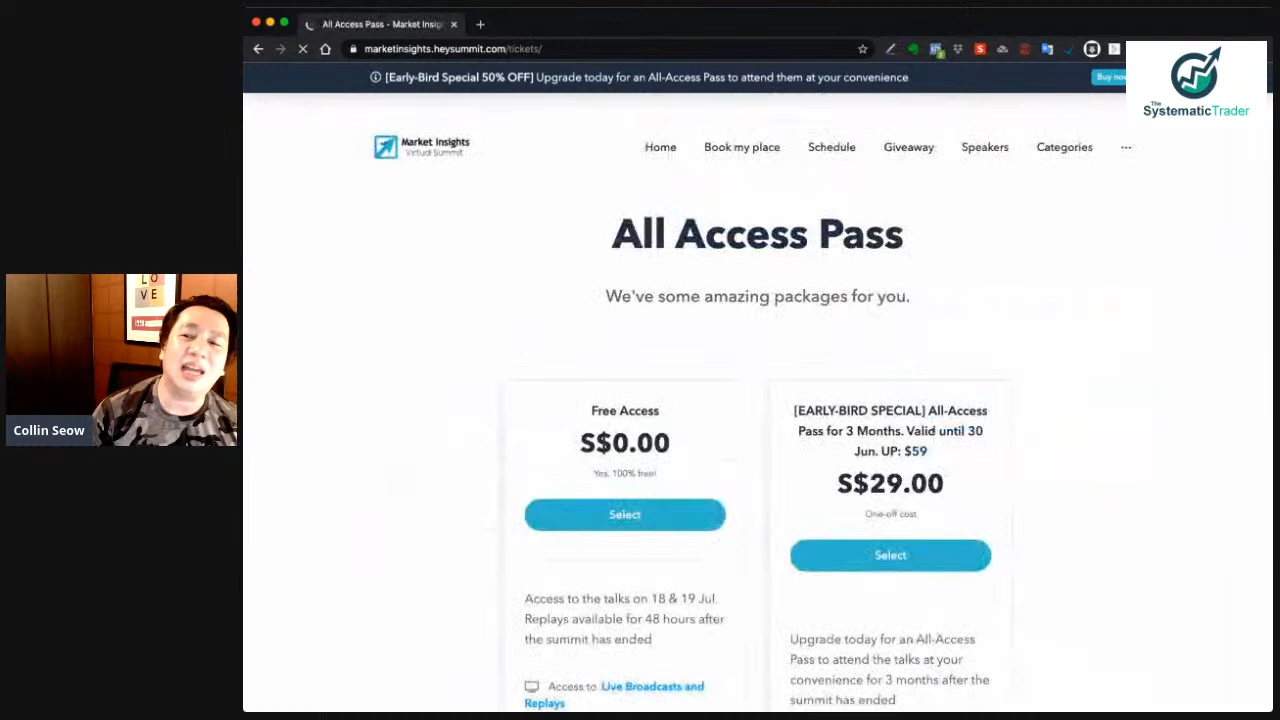 All Access Pass - Market Insig
marketinsights.heysummit.com/tickets/
[Early-Bird Special 50% OFF] Upgrade today for an All-Access Pass to attend them at your convenience
Buy now
The
SystematicTrader
Market Insights
Virtual Summit
Home
Book my place
Schedule
Giveaway
Speakers
Categories
All Access Pass
We've some amazing packages for you.
Free Access
S$0.00
Yes, 100% free!
Select
Access to the talks on 18 & 19 Jul.
Replays available for 48 hours after
the summit has ended
Access to Live Broadcasts and
Replays
[EARLY-BIRD SPECIAL] All-Access
Pass for 3 Months. Valid until 30
Jun. UP: $59
S$29.00
One-off cost
Select
Upgrade today for an All-Access
Pass to attend the talks at your
convenience for 3 months after the
summit has ended
LO
VE
Collin Seow